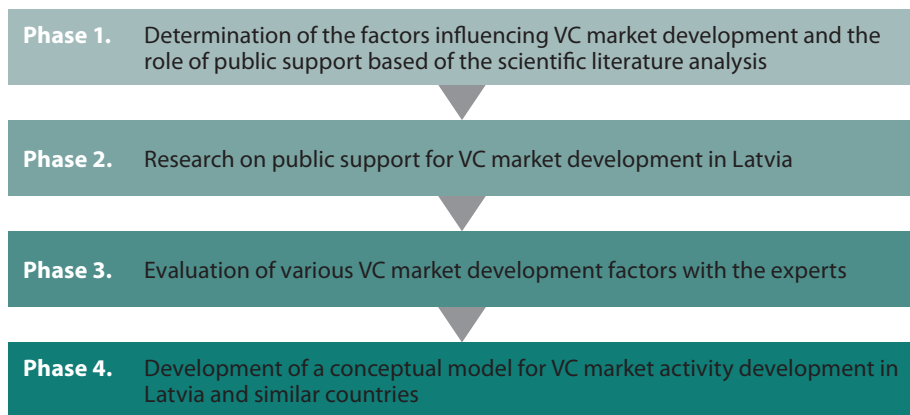 Phase 1. Determination of the factors influencing VC market development and the
role of public support based of the scientific literature analysis
Phase 2. Research on public support for VC market development in Latvia
Phase 3. Evaluation of various VC market development factors with the experts
Phase 4. Development of a conceptual model for VC market activity development in
Latvia and similar countries